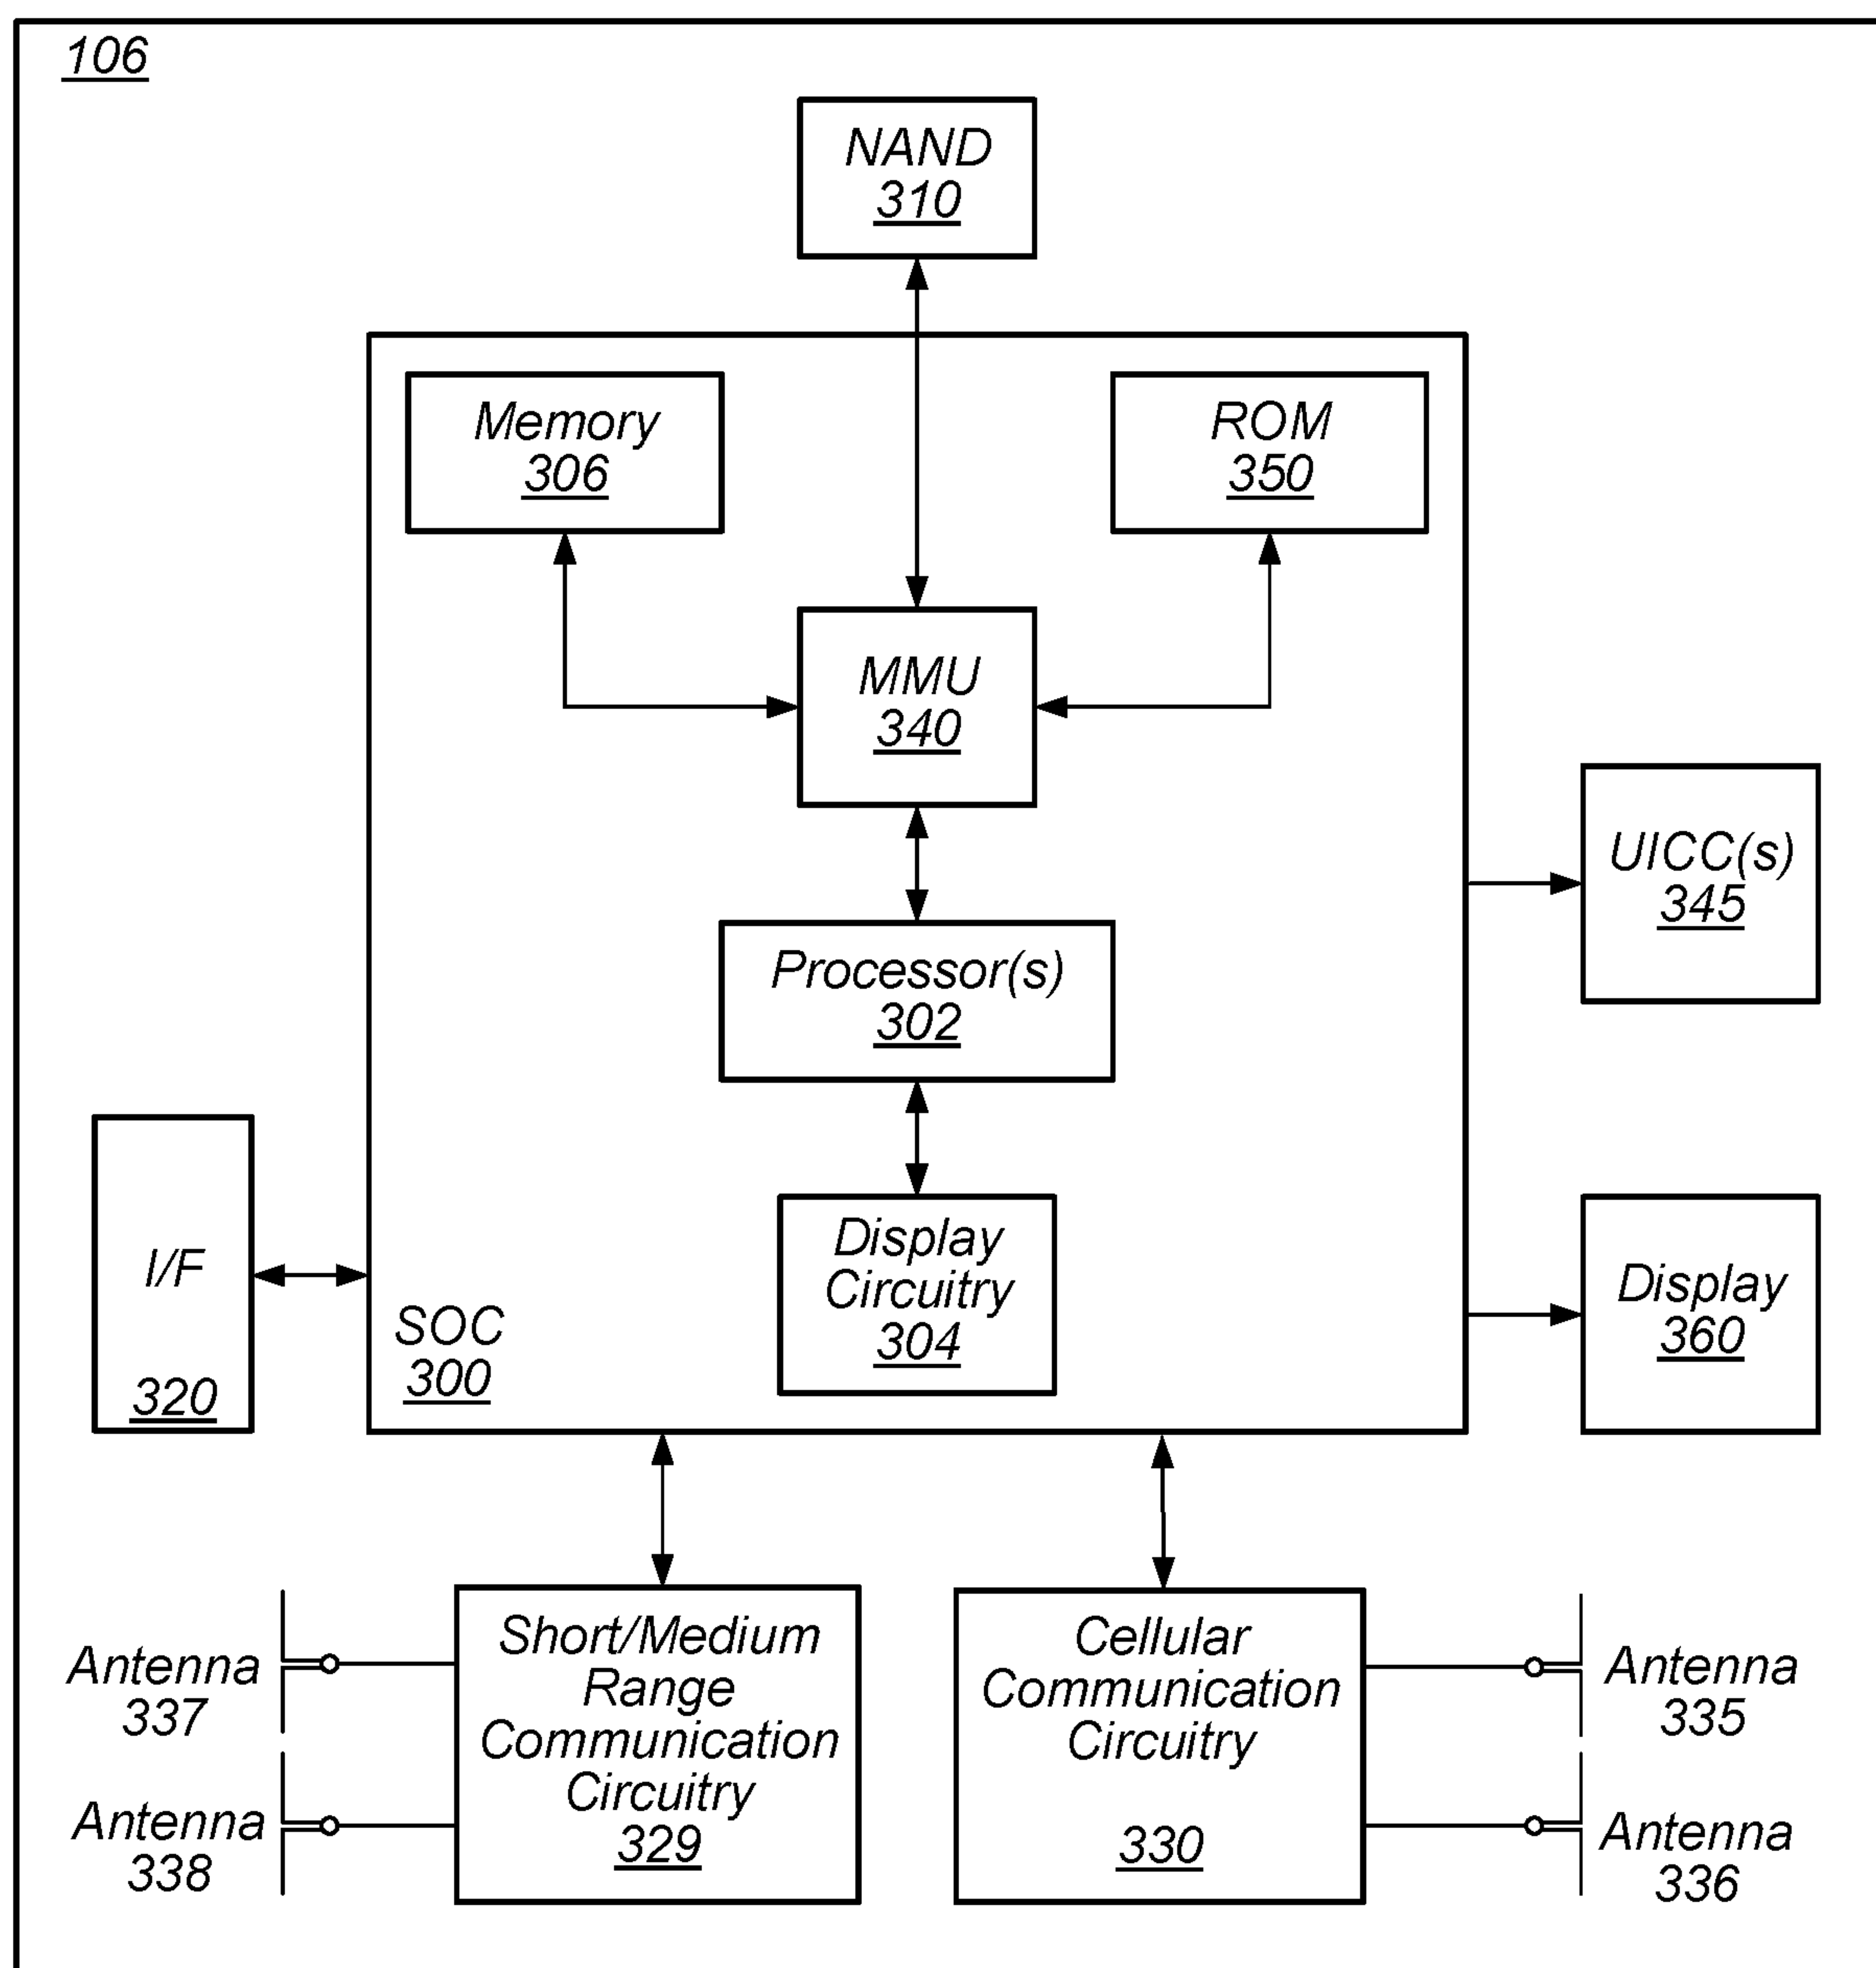 106
NAND
310
Memory
306
ROM
350
MMU
340
UICC(s)
345
Processor(s)
302
I/F
320
Display
Circuitry
304
SOC
300
Display
360
Short/Medium
Range
Communication
Circuitry
329
Cellular
Communication
Circuitry
330
Antenna
337
Antenna
338
Antenna
335
Antenna
336